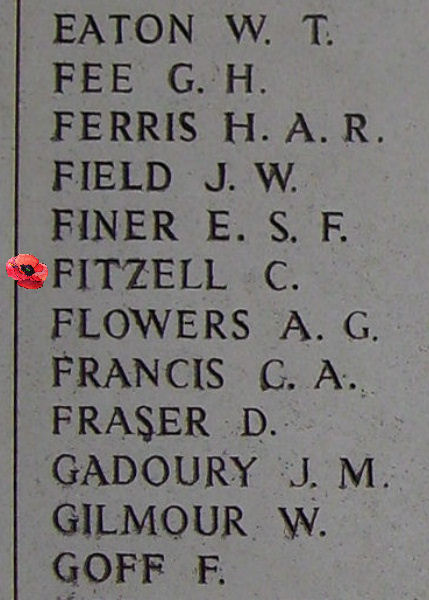 EATON W. T.
FEE G. H.
FERRIS H. A. R.
FIELD J. W.
FINER E. S. F.
FITZELL C.
FLOWERS A. G.
FRANCIS C. A.
FRASER D.
GADOURY J. M.
GILMOUR W.
GOFF F.